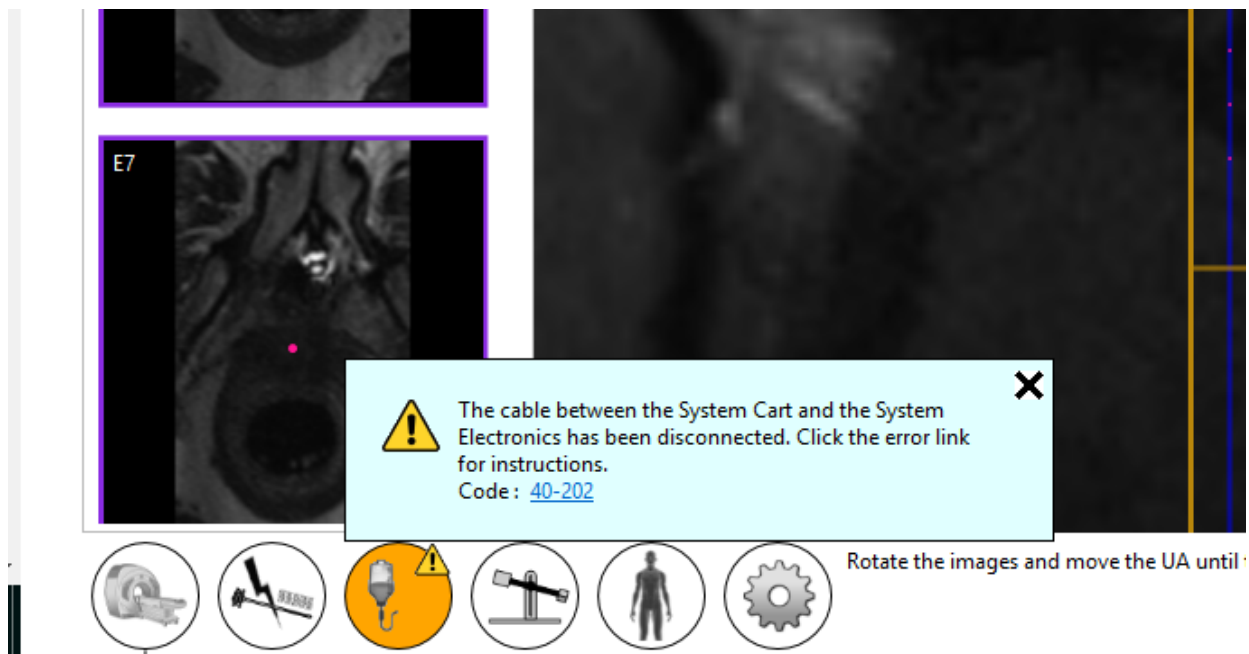 E7
The cable between the System Cart and the System
Electronics has been disconnected. Click the error link
for instructions.
Code : 40-202
Rotate the images and move the UA until